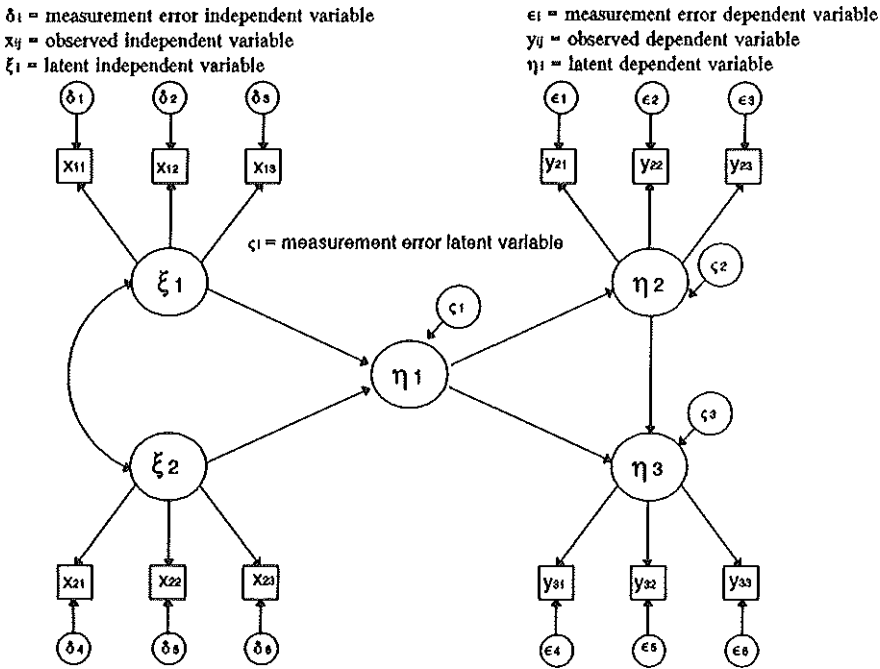 δi = measurement error independent variable
xij = observed independent variable
ξi = latent independent variable
ϵi = measurement error dependent variable
yij = observed dependent variable
ηi = latent dependent variable
δ1 δ2 δ3
x11 x12 x13
ϵ1 ϵ2 ϵ3
y21 y22 y23
ςi = measurement error latent variable
ξ1
η2
ς2
ς1
η1
ς3
ξ2
η3
x21 x22 x23
y31 y32 y33
δ4 δ5 δ6
ϵ4 ϵ5 ϵ6